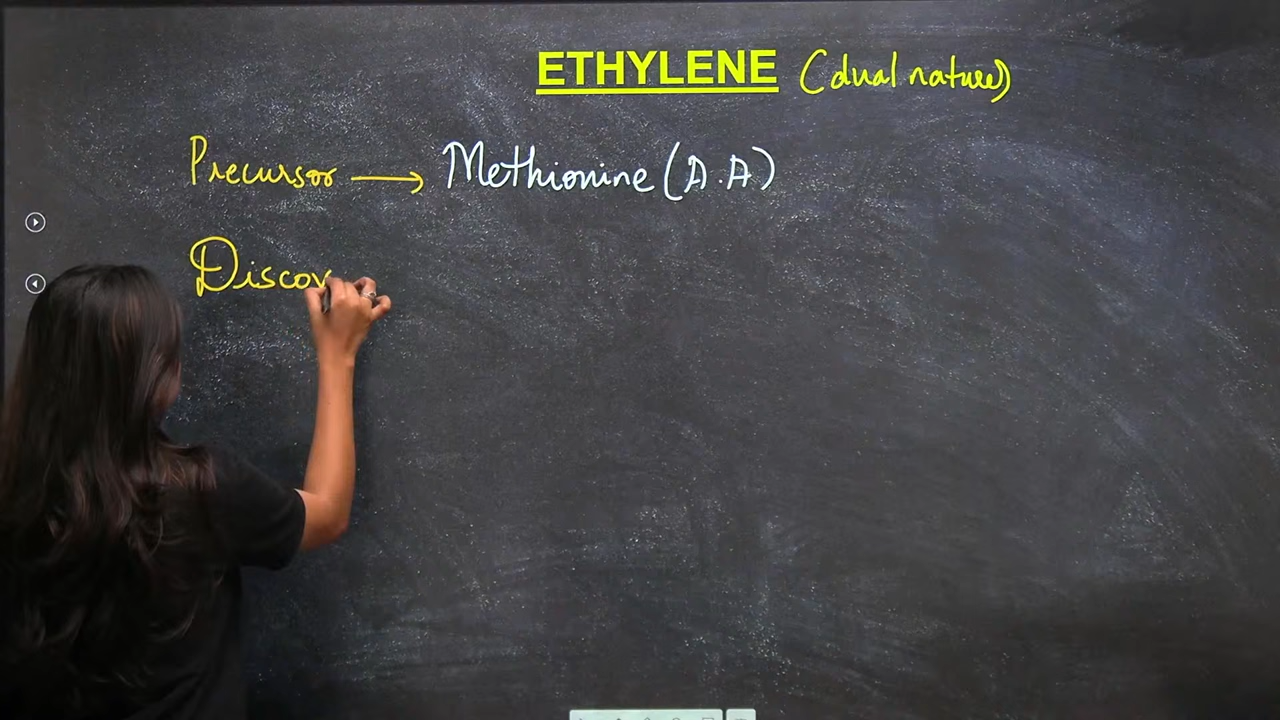 ETHYLENE (dual nature)
Precursor → Methionine (A.A)
Discov